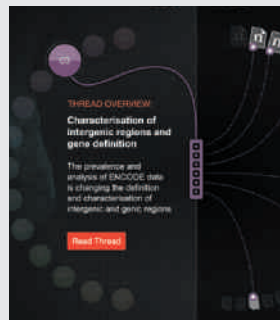 03
THREAD OVERVIEW:
Characterisation of
intergenic regions and
gene definition
The prevalence and
analysis of ENCODE data
is changing the definition
and characterisation of
intergenic and genic regions
Read Thread
n
n